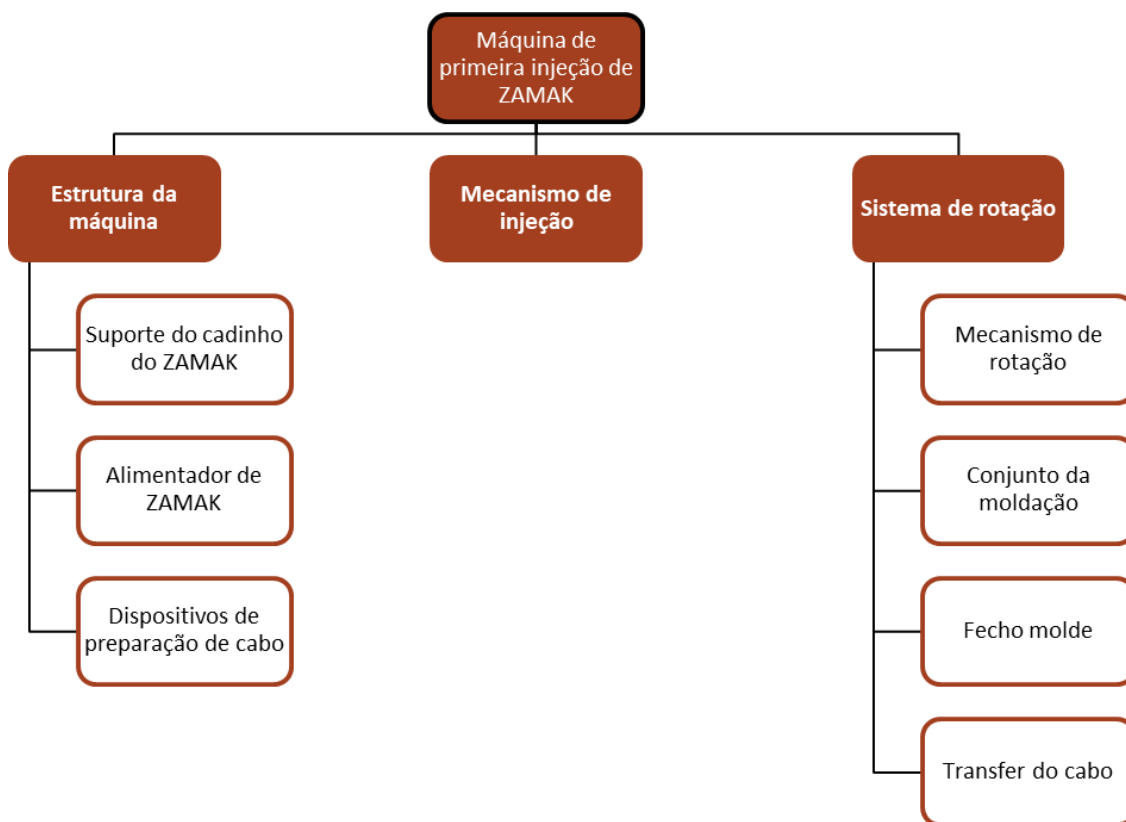 Máquina de
primeira injeção de
ZAMAK
Estrutura da
máquina
Mecanismo de
injeção
Sistema de rotação
Suporte do cadinho
do ZAMAK
Alimentador de
ZAMAK
Dispositivos de
preparação de cabo
Mecanismo de
rotação
Conjunto da
moldação
Fecho molde
Transfer do cabo